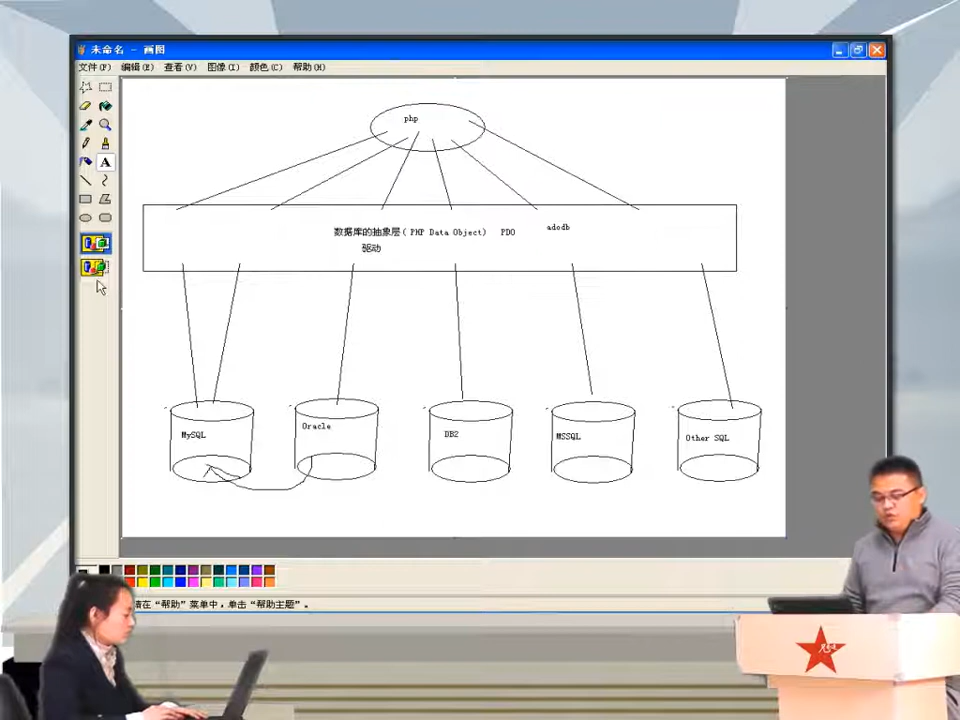 未命名 - 画图
文件(F) 编辑(E) 查看(V) 图像(I) 颜色(C) 帮助(H)
A
php
数据库的抽象层( PHP Data Object) PDO adodb
驱动
MySQL
Oracle
DB2
MSSQL
Other SQL
在“帮助”菜单中,单击“帮助主题”。